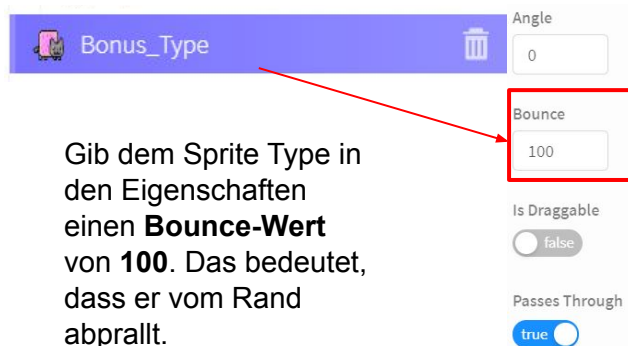 Bonus_Type
Gib dem Sprite Type in
den Eigenschaften
einen Bounce-Wert
von 100. Das bedeutet,
dass er vom Rand
abprallt.
Angle
0
Bounce
100
Is Draggable
false
Passes Through
true